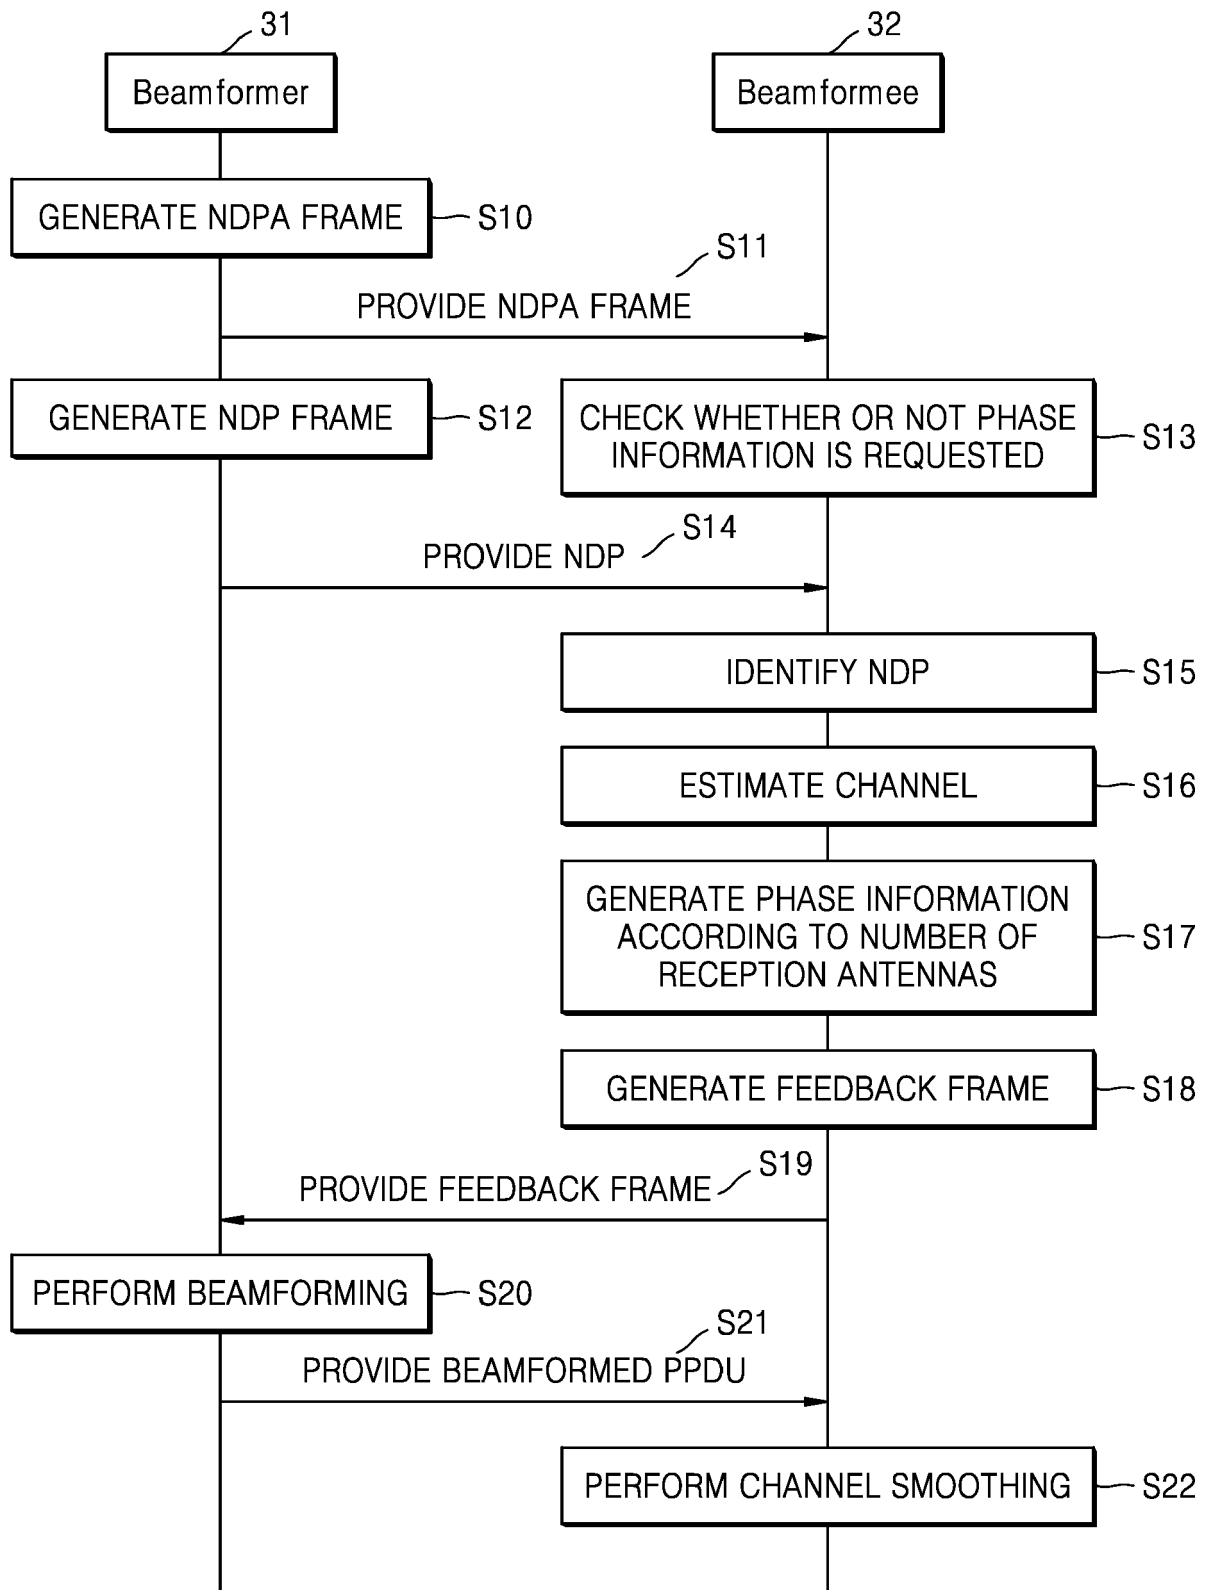 31
32
Beamformer
Beamformee
GENERATE NDPA FRAME
S10
S11
PROVIDE NDPA FRAME
GENERATE NDP FRAME
S12
CHECK WHETHER OR NOT PHASE
INFORMATION IS REQUESTED
S13
S14
PROVIDE NDP
IDENTIFY NDP
S15
ESTIMATE CHANNEL
S16
GENERATE PHASE INFORMATION
ACCORDING TO NUMBER OF
RECEPTION ANTENNAS
S17
GENERATE FEEDBACK FRAME
S18
S19
PROVIDE FEEDBACK FRAME
PERFORM BEAMFORMING
S20
S21
PROVIDE BEAMFORMED PPDU
PERFORM CHANNEL SMOOTHING
S22